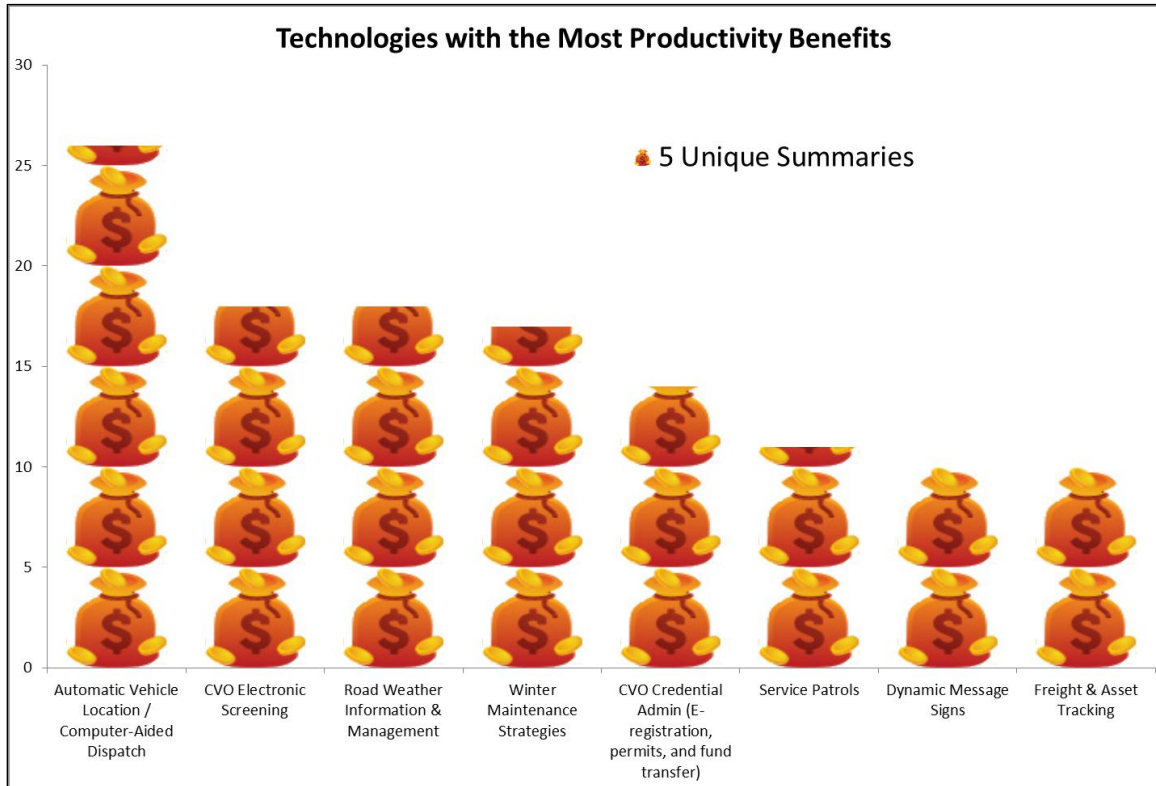 Technologies with the Most Productivity Benefits
30
25
20
15
10
5
0
5 Unique Summaries
Automatic Vehicle
Location /
Computer-Aided
Dispatch
CVO Electronic
Screening
Road Weather
Information &
Management
Winter
Maintenance
Strategies
CVO Credential
Admin (E-
registration,
permits, and fund
transfer)
Service Patrols
Dynamic Message
Signs
Freight & Asset
Tracking